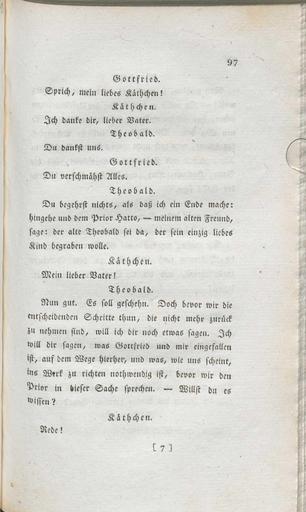 97
Gottfried.
Sprich, mein liebes Käthchen!
Käthchen.
Ich danke dir, lieber Vater.
Theobald.
Du dankst uns.
Gottfried.
Du verschmähst Alles.
Theobald.
Du begehrst nichts, als daß ich ein Ende mache:
hingehe und dem Prior Hatto, — meinem alten Freund,
sage: der alte Theobald sei da, der sein einzig liebes
Kind begraben wolle.
Käthchen.
Mein lieber Vater!
Theobald.
Nun gut. Es soll geschehn. Doch bevor wir die
entscheidenden Schritte thun, die nicht mehr zurück
zu nehmen sind, will ich dir noch etwas sagen. Ich
will dir sagen, was Gottfried und mir eingefallen
ist, auf dem Wege hierher, und was, wie uns scheint,
ins Werk zu richten nothwendig ist, bevor wir den
Prior in dieser Sache sprechen. — Willst du es
wissen?
Käthchen.
Rede!
[ 7 ]